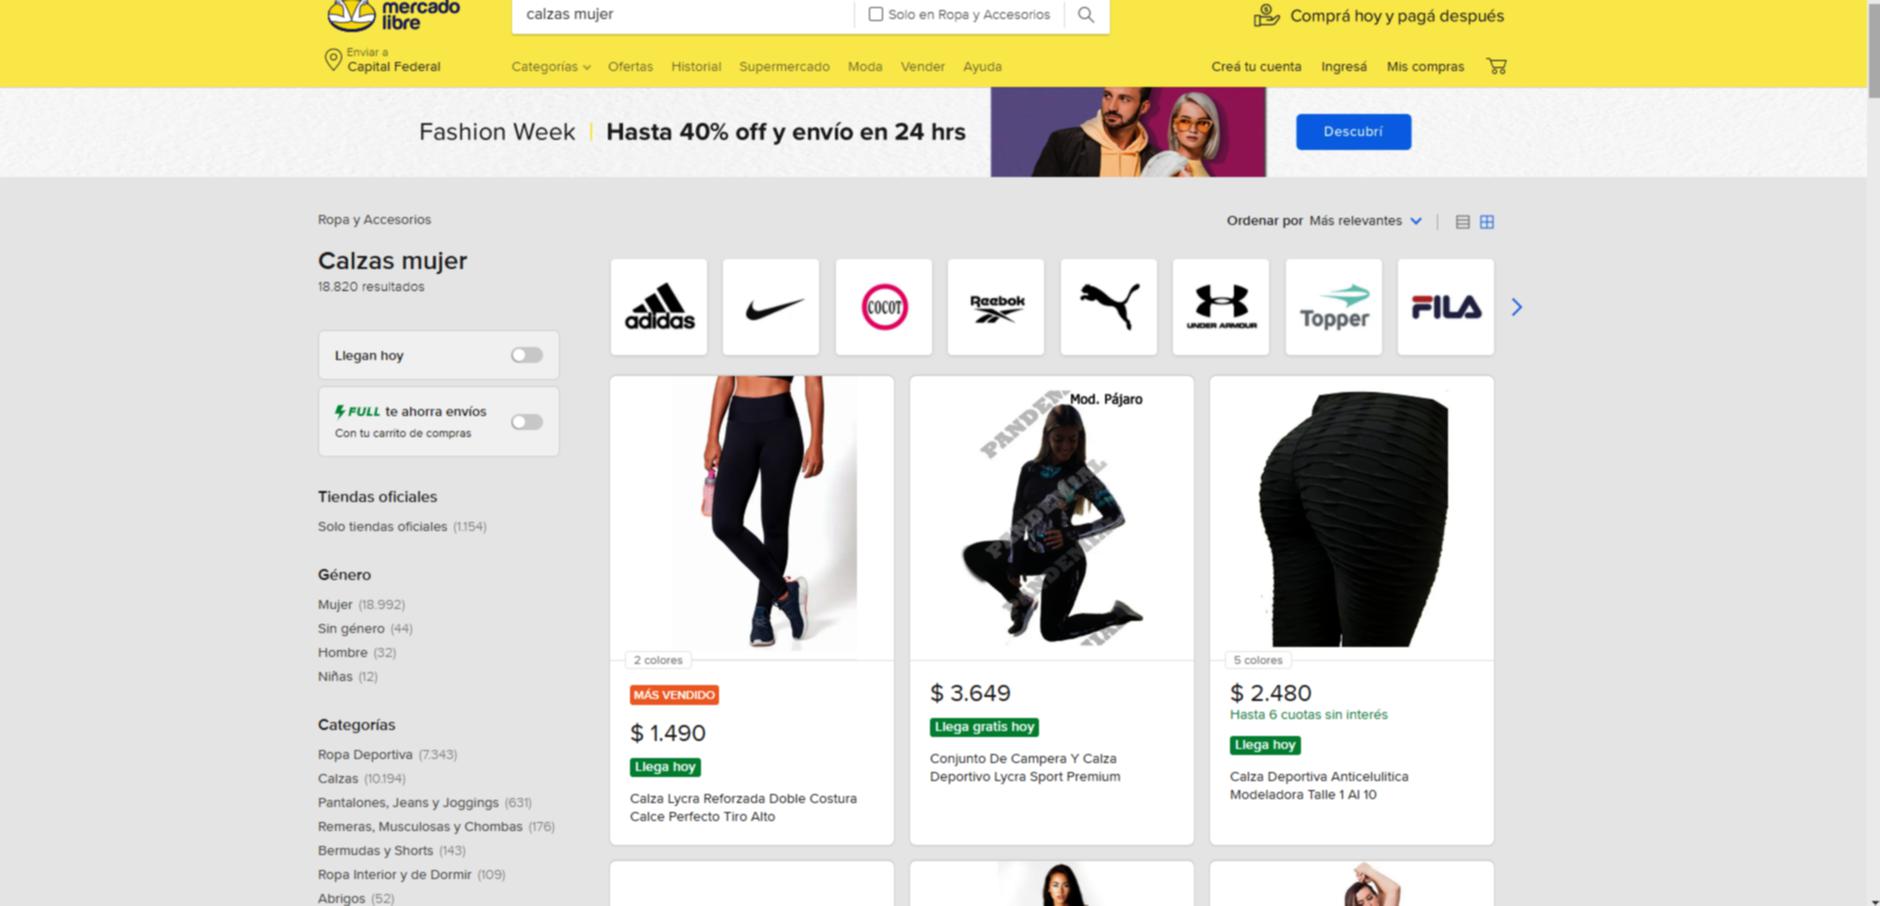 mercado
libre
calzas mujer
Solo en Ropa y Accesorios
Comprá hoy y pagá después
Enviar a
Capital Federal
Categorías
Ofertas
Historial
Supermercado
Moda
Vender
Ayuda
Creá tu cuenta
Ingresá
Mis compras
Fashion Week | Hasta 40% off y envío en 24 hrs
Descubrí
Ropa y Accesorios
Ordenar por Más relevantes
Calzas mujer
18.820 resultados
adidas
COCOT
Reebok
UNDER ARMOUR
Topper
FILA
Llegan hoy
FULL te ahorra envíos
Con tu carrito de compras
Tiendas oficiales
Solo tiendas oficiales (1.154)
Género
Mujer (18.992)
Sin género (44)
Hombre (32)
Niñas (12)
Categorías
Ropa Deportiva (7.343)
Calzas (10.194)
Pantalones, Jeans y Joggings (631)
Remeras, Musculosas y Chombas (176)
Bermudas y Shorts (143)
Ropa Interior y de Dormir (109)
Abrigos (52)
2 colores
MÁS VENDIDO
$ 1.490
Llega hoy
Calza Lycra Reforzada Doble Costura
Calce Perfecto Tiro Alto
Mod. Pájaro
PANDEMIAL
PANDEMIAL
$ 3.649
Llega gratis hoy
Conjunto De Campera Y Calza
Deportivo Lycra Sport Premium
5 colores
$ 2.480
Hasta 6 cuotas sin interés
Llega hoy
Calza Deportiva Anticelulitica
Modeladora Talle 1 Al 10